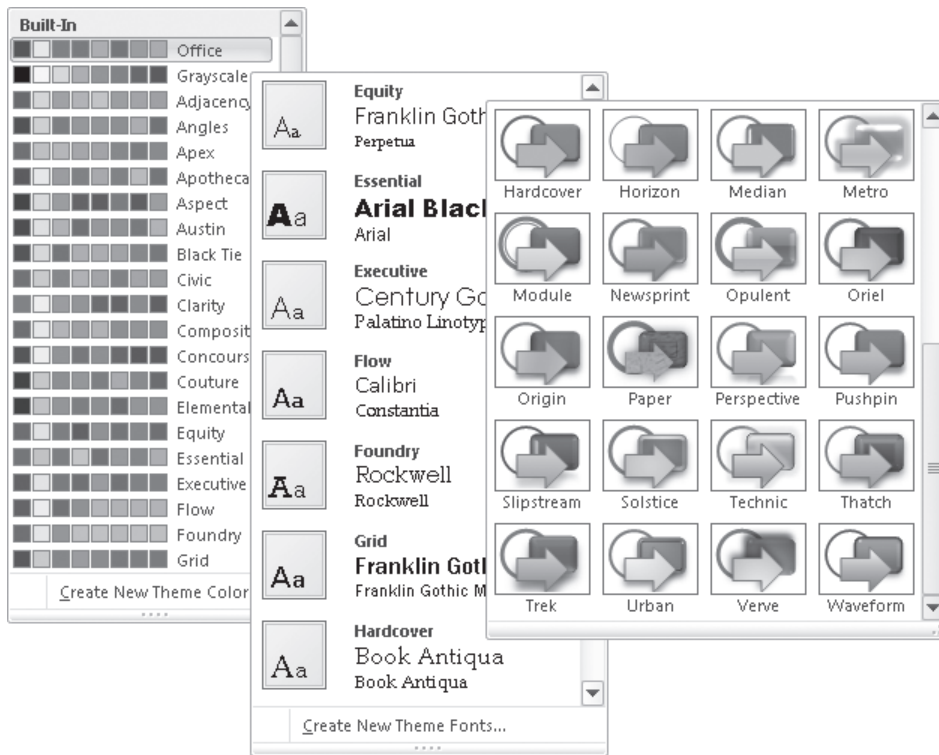 Built-In
Office
Grayscale
Adjacency
Angles
Apex
Apotheca
Aspect
Austin
Black Tie
Civic
Clarity
Composit
Concours
Couture
Elemental
Equity
Essential
Executive
Flow
Foundry
Grid
Create New Theme Color
Aa
Equity
Franklin Goth
Perpetua
Aa
Essential
Arial Blac
Arial
Aa
Executive
Century Go
Palatino Linotyp
Aa
Flow
Calibri
Constantia
Aa
Foundry
Rockwell
Rockwell
Aa
Grid
Franklin Goth
Franklin Gothic M
Aa
Hardcover
Book Antiqua
Book Antiqua
Create New Theme Fonts...
Hardcover Horizon Median Metro
Module Newsprint Opulent Oriel
Origin Paper Perspective Pushpin
Slipstream Solstice Technic Thatch
Trek Urban Verve Waveform